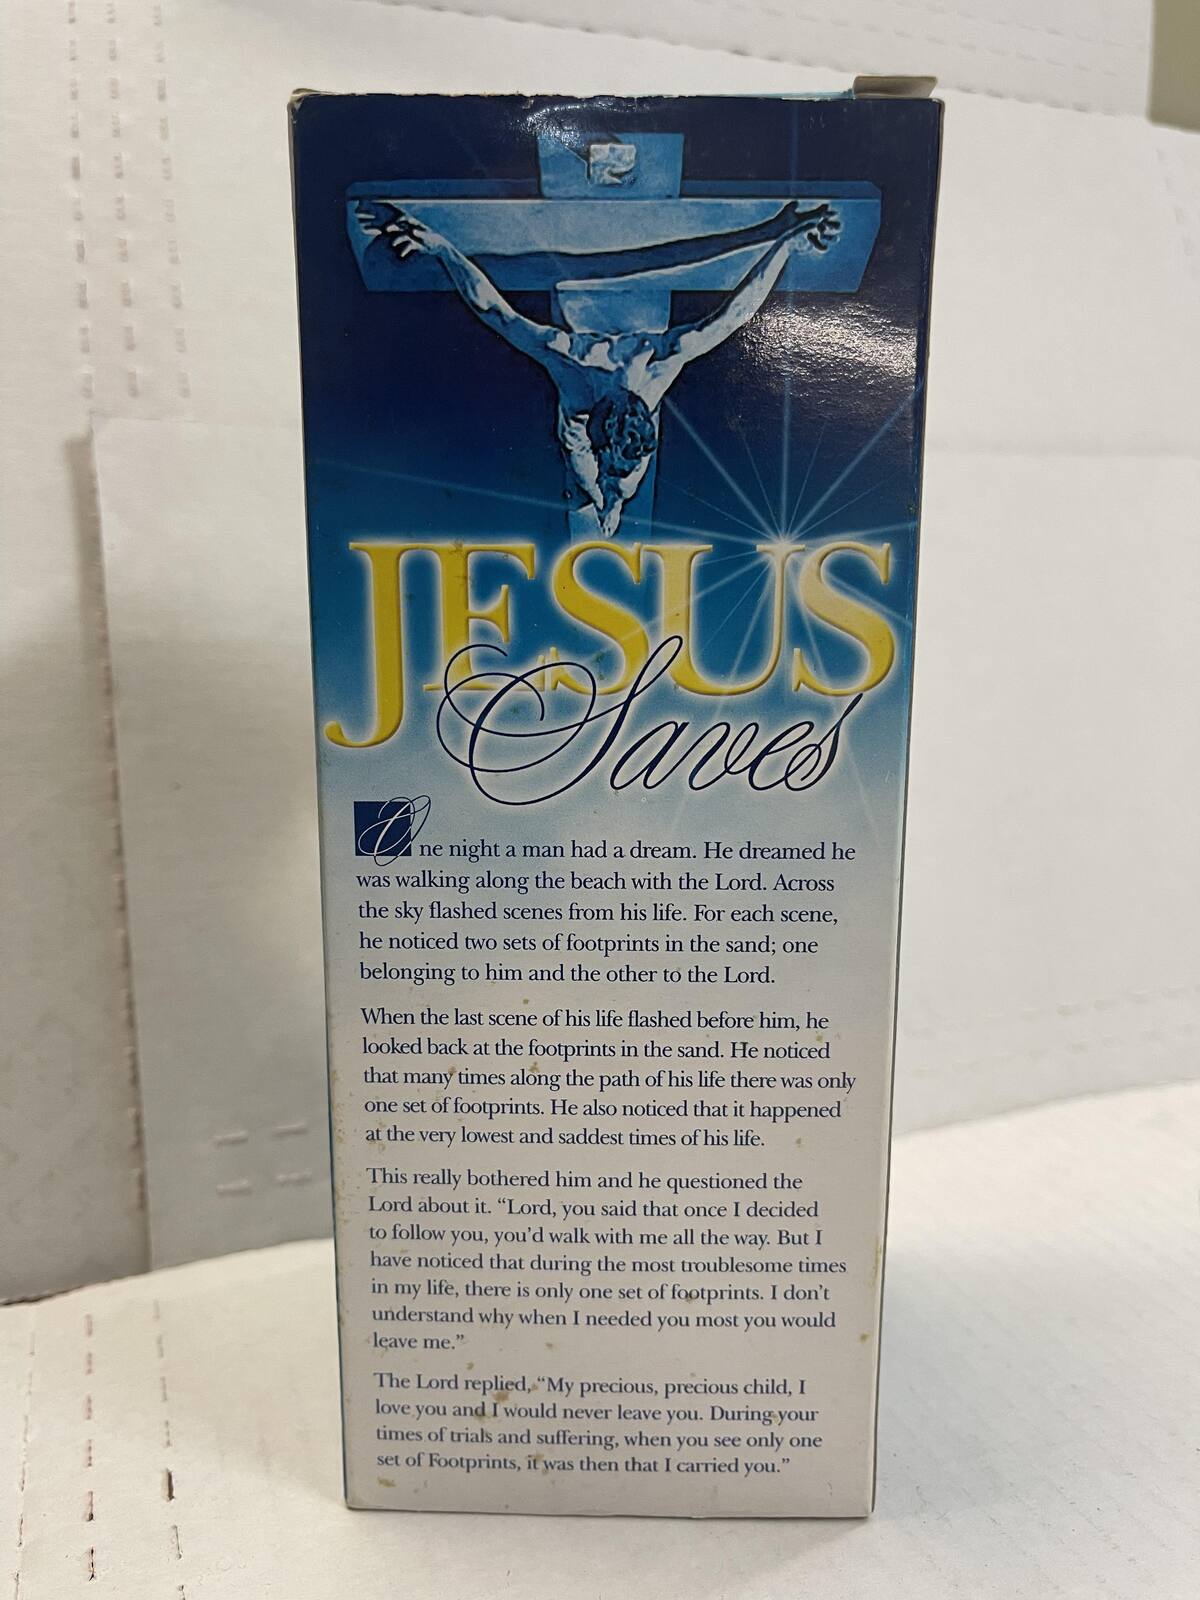 JESUS
Saves
One night a man had a dream. He dreamed he
was walking along the beach with the Lord. Across
the sky flashed scenes from his life. For each scene,
he noticed two sets of footprints in the sand; one
belonging to him and the other to the Lord.
When the last scene of his life flashed before him, he
looked back at the footprints in the sand. He noticed
that many times along the path of his life there was only
one set of footprints. He also noticed that it happened
at the very lowest and saddest times of his life.
This really bothered him and he questioned the
Lord about it. “Lord, you said that once I decided
to follow you, you’d walk with me all the way. But I
have noticed that during the most troublesome times
in my life, there is only one set of footprints. I don’t
understand why when I needed you most you would
leave me.”
The Lord replied, “My precious, precious child, I
love you and I would never leave you. During your
times of trials and suffering, when you see only one
set of Footprints, it was then that I carried you.”